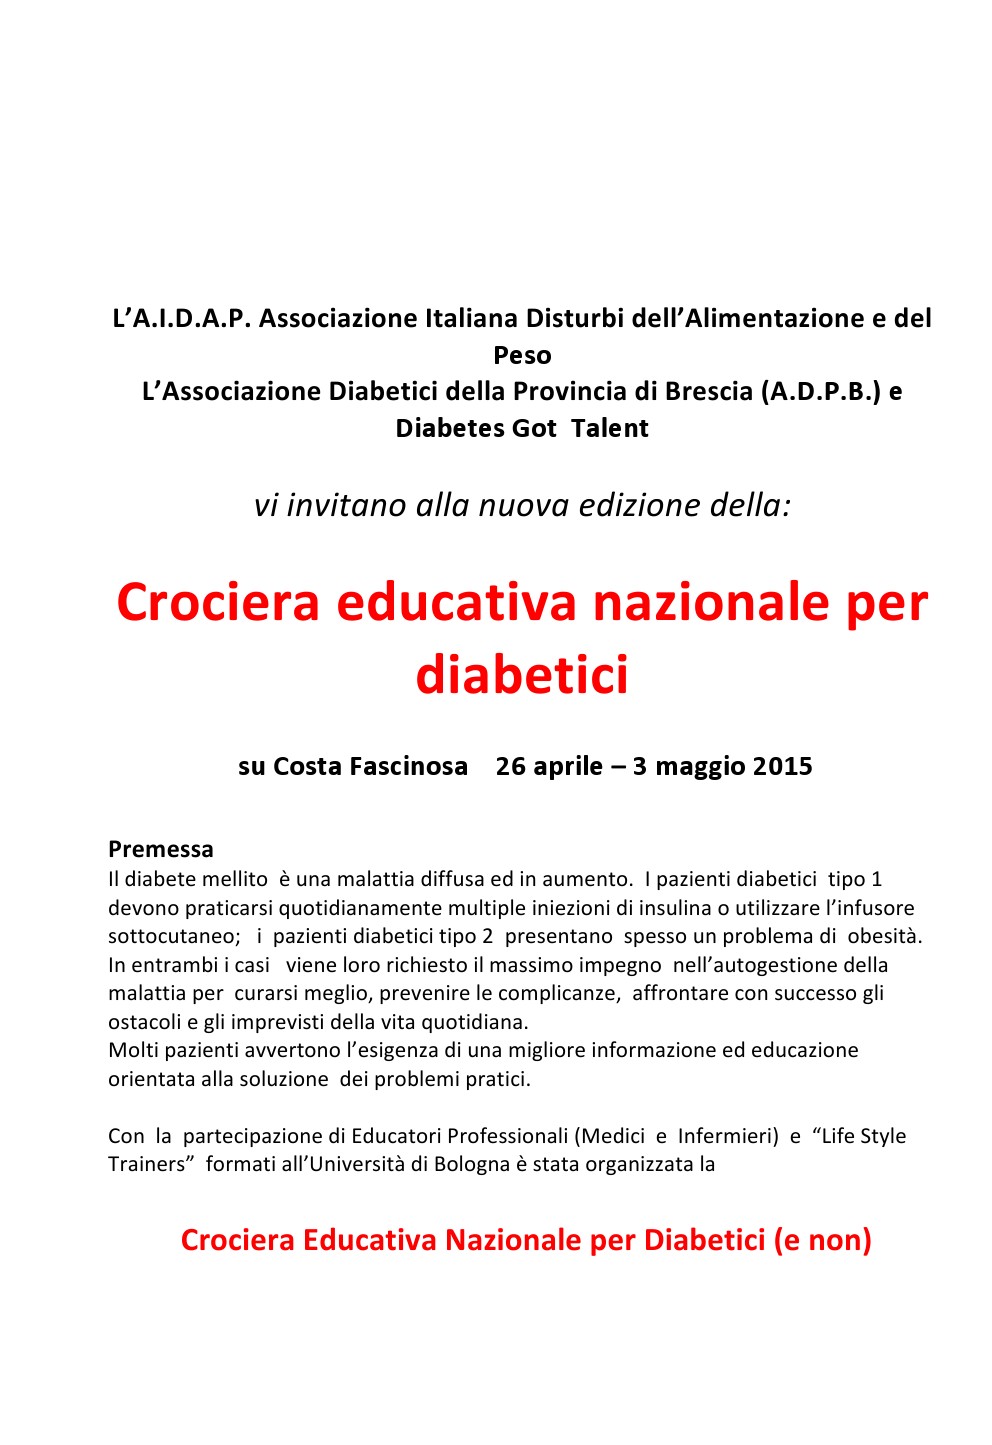 L’A.I.D.A.P. Associazione Italiana Disturbi dell’Alimentazione e del
Peso
L’Associazione Diabetici della Provincia di Brescia (A.D.P.B.) e
Diabetes Got  Talent
vi invitano alla nuova edizione della:
Crociera educativa nazionale per
diabetici
su Costa Fascinosa    26 aprile – 3 maggio 2015
Premessa
Il diabete mellito  è una malattia diffusa ed in aumento.  I pazienti diabetici  tipo 1
devono praticarsi quotidianamente multiple iniezioni di insulina o utilizzare l’infusore
sottocutaneo;   i  pazienti diabetici tipo 2  presentano  spesso un problema di  obesità.
In entrambi i casi   viene loro richiesto il massimo impegno  nell’autogestione della
malattia per  curarsi meglio, prevenire le complicanze,  affrontare con successo gli
ostacoli e gli imprevisti della vita quotidiana.
Molti pazienti avvertono l’esigenza di una migliore informazione ed educazione
orientata alla soluzione  dei problemi pratici.
Con  la  partecipazione di Educatori Professionali (Medici  e  Infermieri)  e  “Life Style
Trainers”  formati all’Università di Bologna è stata organizzata la
Crociera Educativa Nazionale per Diabetici (e non)